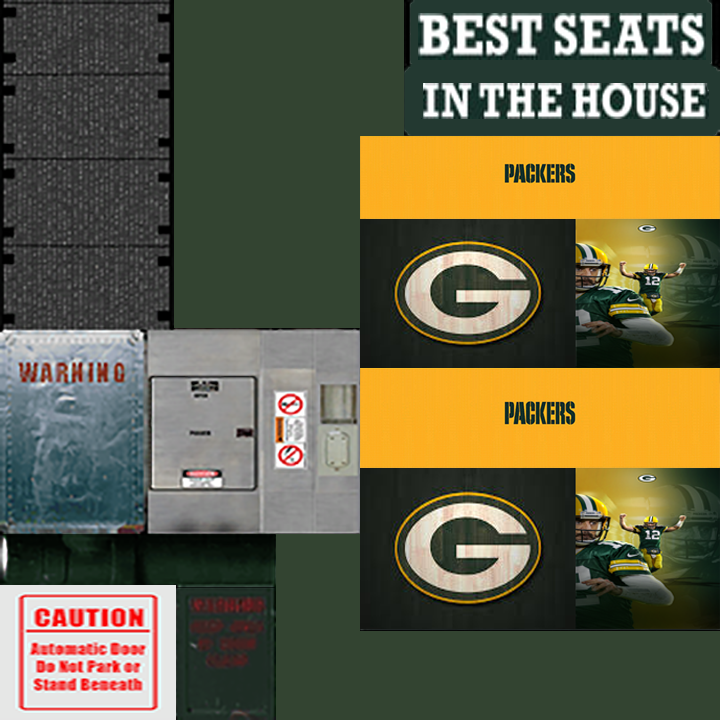 BEST SEATS
IN THE HOUSE
PACKERS
G
12
WARNING
PACKERS
G
12
CAUTION
Automatic Door
Do Not Park or
Stand Beneath
WARNING